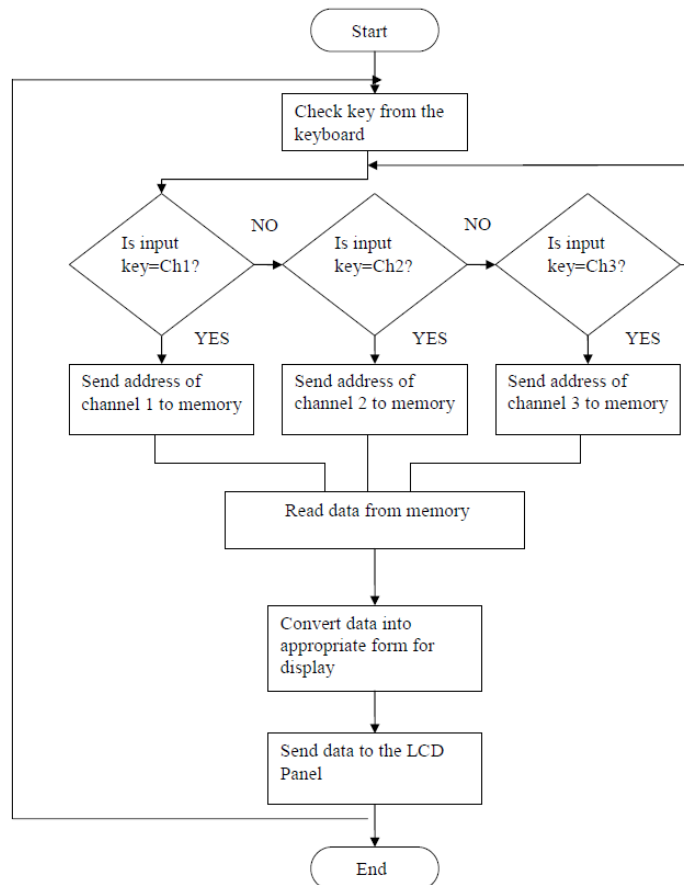 Start
Check key from the
keyboard
Is input
key=Ch1?
NO
Is input
key=Ch2?
NO
Is input
key=Ch3?
YES
YES
YES
Send address of
channel 1 to memory
Send address of
channel 2 to memory
Send address of
channel 3 to memory
Read data from memory
Convert data into
appropriate form for
display
Send data to the LCD
Panel
End